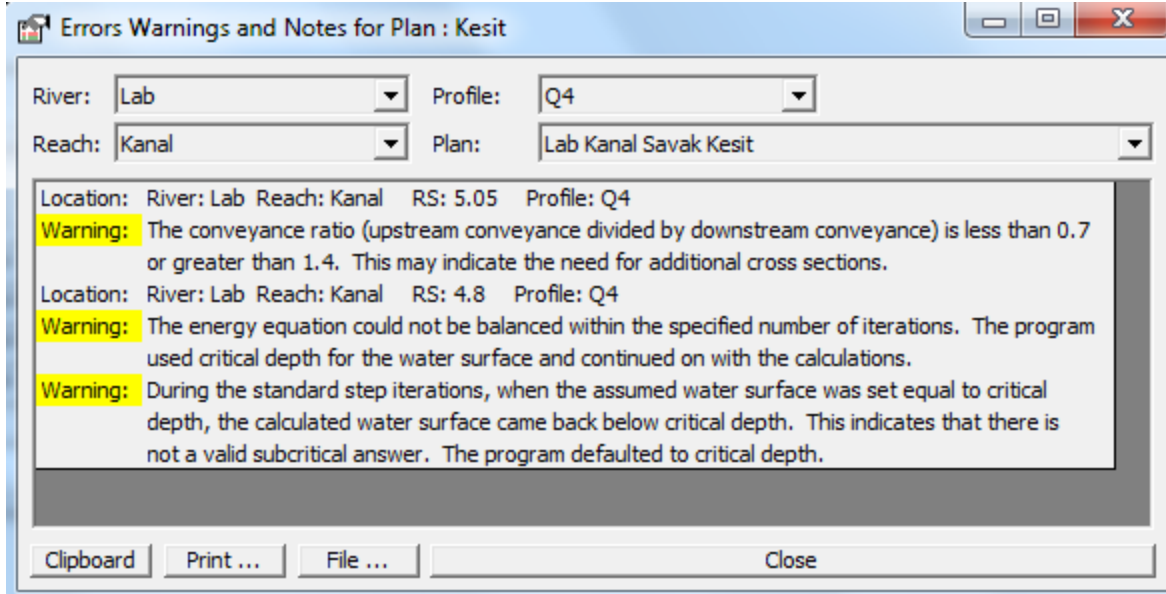 Errors Warnings and Notes for Plan : Kesit
River: Lab Profile: Q4
Reach: Kanal Plan: Lab Kanal Savak Kesit
Location: River: Lab Reach: Kanal RS: 5.05 Profile: Q4
Warning: The conveyance ratio (upstream conveyance divided by downstream conveyance) is less than 0.7
or greater than 1.4. This may indicate the need for additional cross sections.
Location: River: Lab Reach: Kanal RS: 4.8 Profile: Q4
Warning: The energy equation could not be balanced within the specified number of iterations. The program
used critical depth for the water surface and continued on with the calculations.
Warning: During the standard step iterations, when the assumed water surface was set equal to critical
depth, the calculated water surface came back below critical depth. This indicates that there is
not a valid subcritical answer. The program defaulted to critical depth.
Clipboard Print ... File ... Close